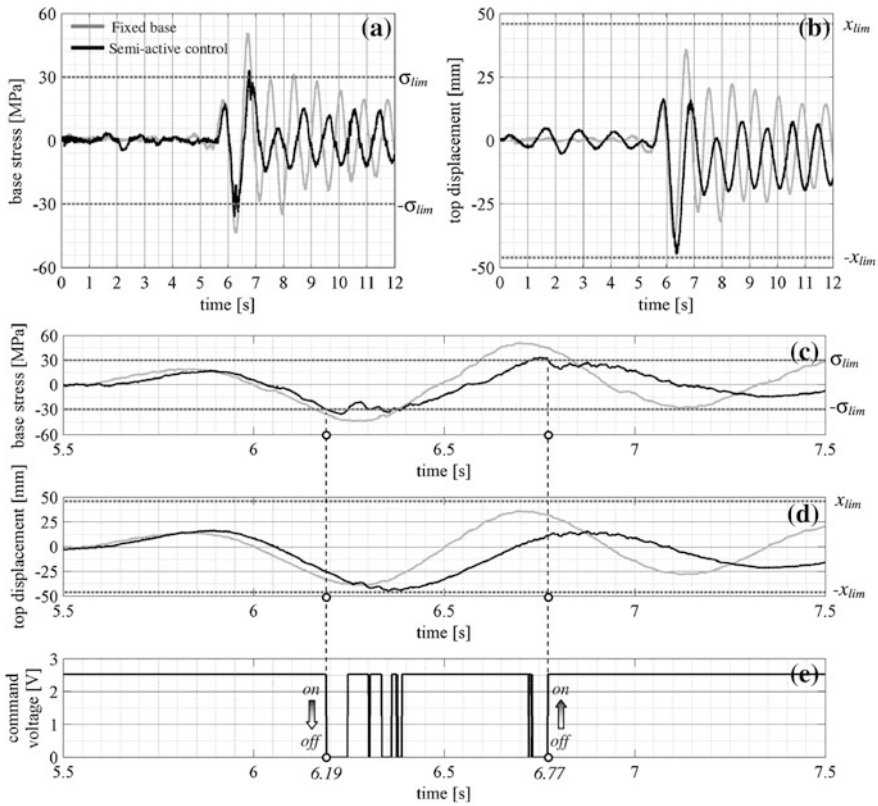 Fixed base
Semi-active control
(a)
base stress [MPa]
60
30
0
-30
-60
σlim
-σlim
0 1 2 3 4 5 6 7 8 9 10 11 12
time [s]
(b)
top displacement [mm]
50
25
0
-25
-50
xlim
-xlim
0 1 2 3 4 5 6 7 8 9 10 11 12
time [s]
(c)
base stress [MPa]
60
30
0
-30
-60
σlim
-σlim
5.5 6 6.5 7 7.5
time [s]
(d)
top displacement [mm]
50
25
0
-25
-50
xlim
-xlim
5.5 6 6.5 7 7.5
time [s]
(e)
command
voltage [V]
3
2
1
0
on
off
on
off
5.5 6 6.19 6.5 6.77 7 7.5
time [s]